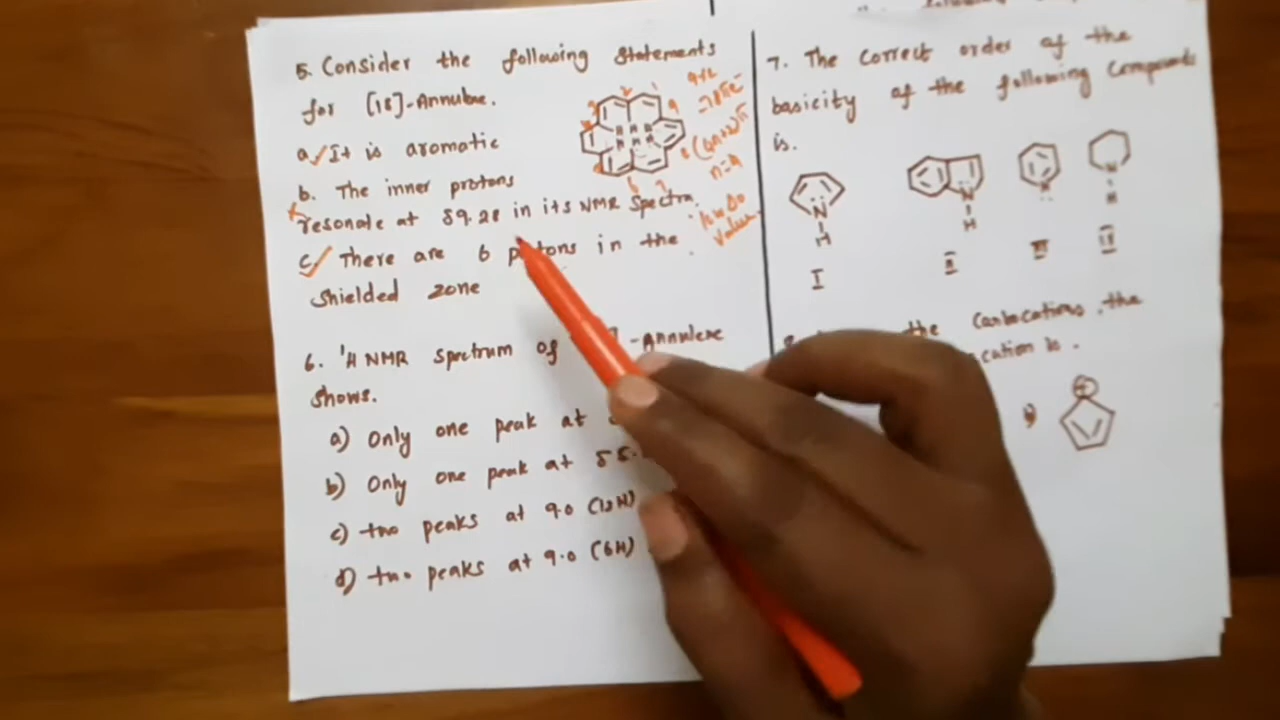 5. Consider the following Statements
for [18]-Annulne.
a) It is aromatic
b. The inner protons
resonate at δ9.28 in its NMR Spectra.
c. There are 6 protons in the
Shielded zone
6. ¹H NMR spectrum of -Annulene
shows.
a) Only one peak at
b) Only one peak at δ5.
c) two peaks at 9.0 (12H)
d) two peaks at 9.0 (6H)
(4n+2)π
n=4
value
7. The correct order of the
basicity of the following Compounds
is.
N
H
I
N
H
II
N
H
the Carbocations, the
cation is.